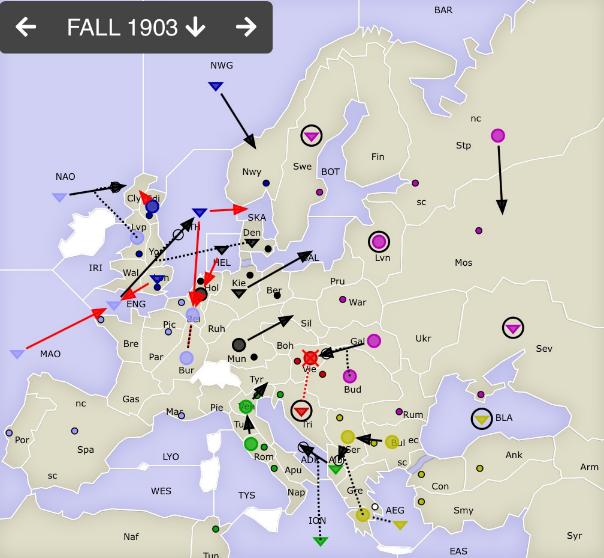 FALL 1903
BAR
NWG
nc
Stp
Swe
Fin
Nwy
BOT
NAO
Cly
Edi
sc
SKA
Lvp
Den
Yor
HEL
BAL
Lvn
Mos
IRI
Wal
Hol
Kie
Ber
Pru
ENG
Bel
War
Pic
Ruh
Sil
Bre
Par
Mun
Boh
Gal
Ukr
Sev
MAO
Bur
Vie
Bud
Tyr
Gas
nc
Mar
Pie
Ven
Tri
Rum
BLA
Por
Spa
Tus
Ser
Bul
ec
LYO
Rom
sc
Apu
ADR
Alb
Ank
Arm
sc
WES
TYS
Nap
Gre
Con
ION
AEG
Smy
Syr
Naf
Tun
EAS